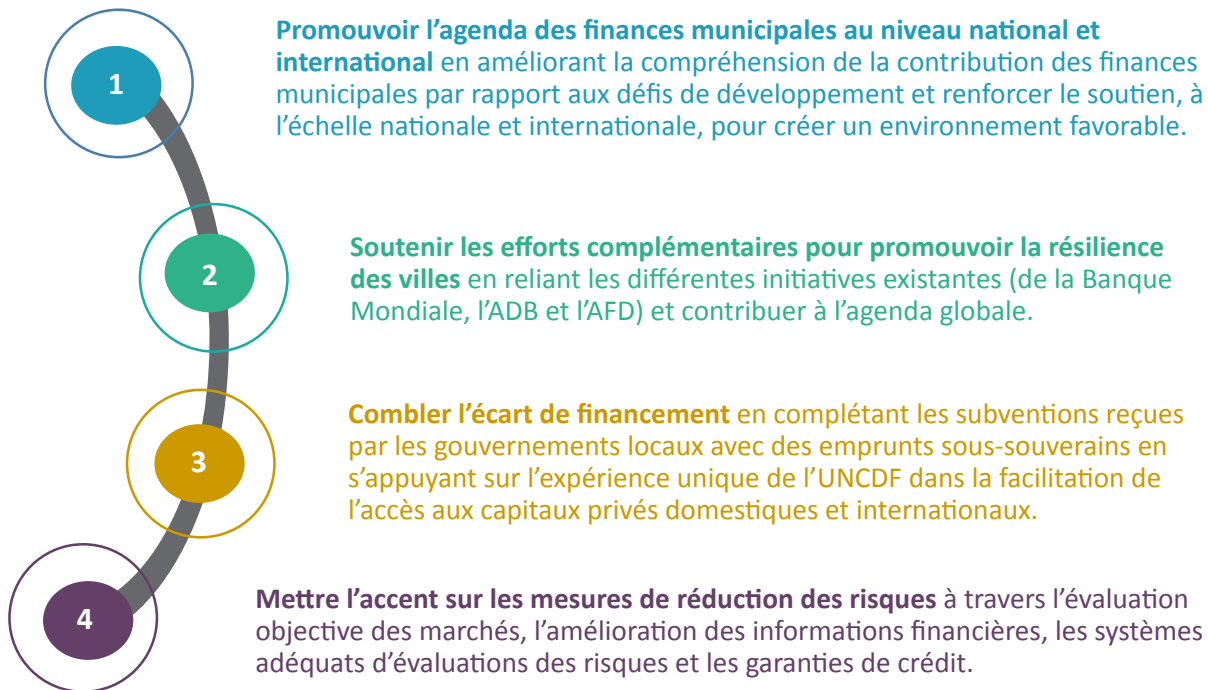 1
Promouvoir l’agenda des finances municipales au niveau national et
international en améliorant la compréhension de la contribution des finances
municipales par rapport aux défis de développement et renforcer le soutien, à
l’échelle nationale et internationale, pour créer un environnement favorable.
2
Soutenir les efforts complémentaires pour promouvoir la résilience
des villes en reliant les différentes initiatives existantes (de la Banque
Mondiale, l’ADB et l’AFD) et contribuer à l’agenda globale.
3
Combler l’écart de financement en complétant les subventions reçues
par les gouvernements locaux avec des emprunts sous-souverains en
s’appuyant sur l’expérience unique de l’UNCDF dans la facilitation de
l’accès aux capitaux privés domestiques et internationaux.
4
Mettre l’accent sur les mesures de réduction des risques à travers l’évaluation
objective des marchés, l’amélioration des informations financières, les systèmes
adéquats d’évaluations des risques et les garanties de crédit.